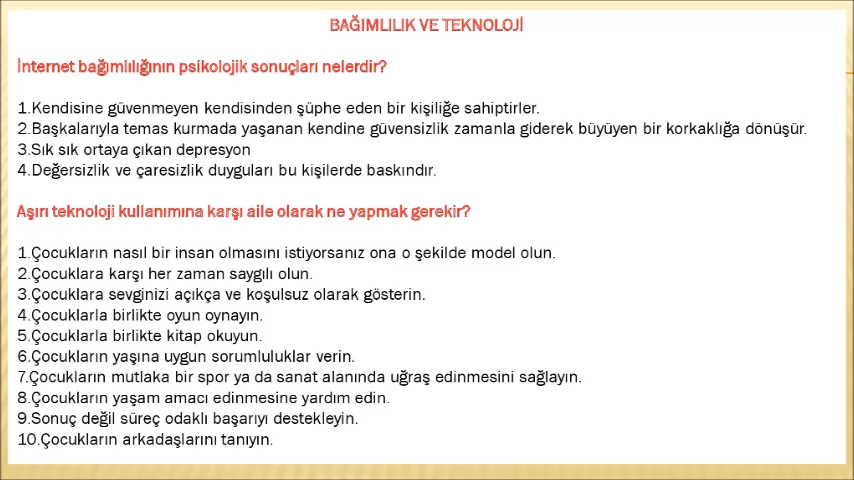 BAĞIMLILIK VE TEKNOLOJİ
İnternet bağımlılığının psikolojik sonuçları nelerdir?
1.Kendisine güvenmeyen kendisinden şüphe eden bir kişiliğe sahiptirler.
2.Başkalarıyla temas kurmada yaşanan kendine güvensizlik zamanla giderek büyüyen bir korkaklığa dönüşür.
3.Sık sık ortaya çıkan depresyon
4.Değersizlik ve çaresizlik duyguları bu kişilerde baskındır.
Aşırı teknoloji kullanımına karşı aile olarak ne yapmak gerekir?
1.Çocukların nasıl bir insan olmasını istiyorsanız ona o şekilde model olun.
2.Çocuklara karşı her zaman saygılı olun.
3.Çocuklara sevginizi açıkça ve koşulsuz olarak gösterin.
4.Çocuklarla birlikte oyun oynayın.
5.Çocuklarla birlikte kitap okuyun.
6.Çocukların yaşına uygun sorumluluklar verin.
7.Çocukların mutlaka bir spor ya da sanat alanında uğraş edinmesini sağlayın.
8.Çocukların yaşam amacı edinmesine yardım edin.
9.Sonuç değil süreç odaklı başarıyı destekleyin.
10.Çocukların arkadaşlarını tanıyın.